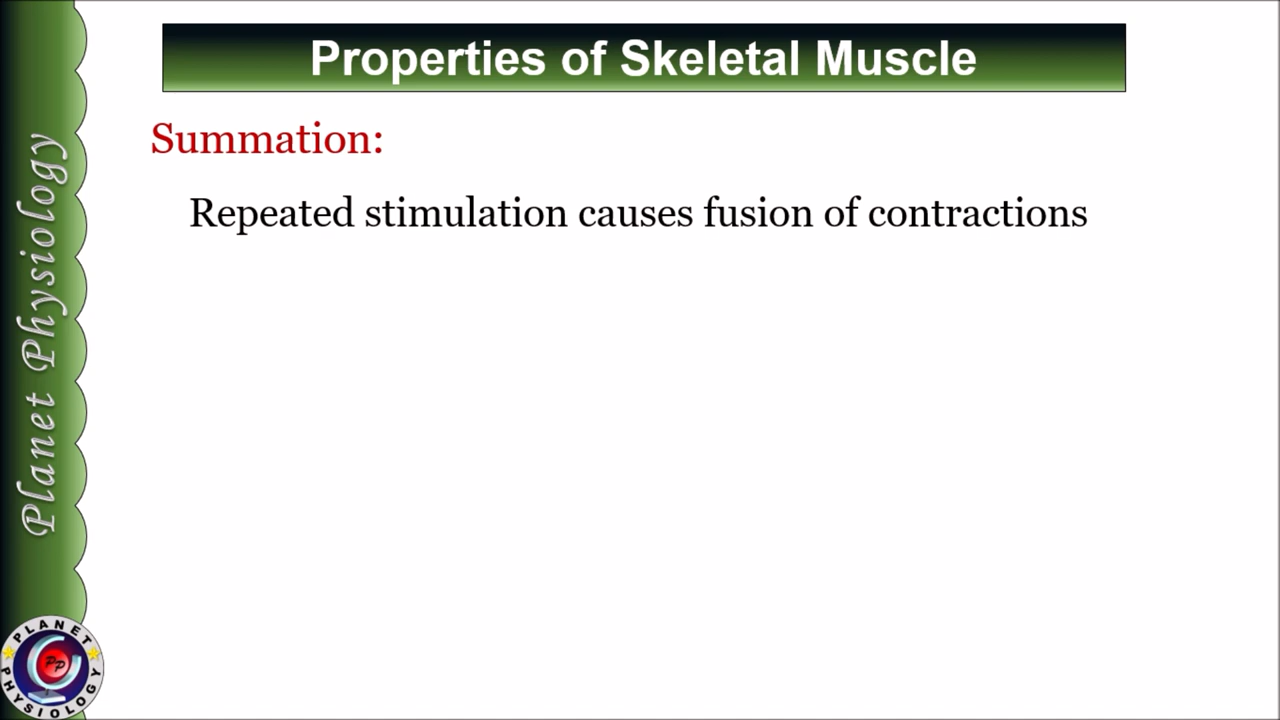 Properties of Skeletal Muscle
Summation:
Repeated stimulation causes fusion of contractions
Planet Physiology
PLANET
PP
PHYSIOLOGY